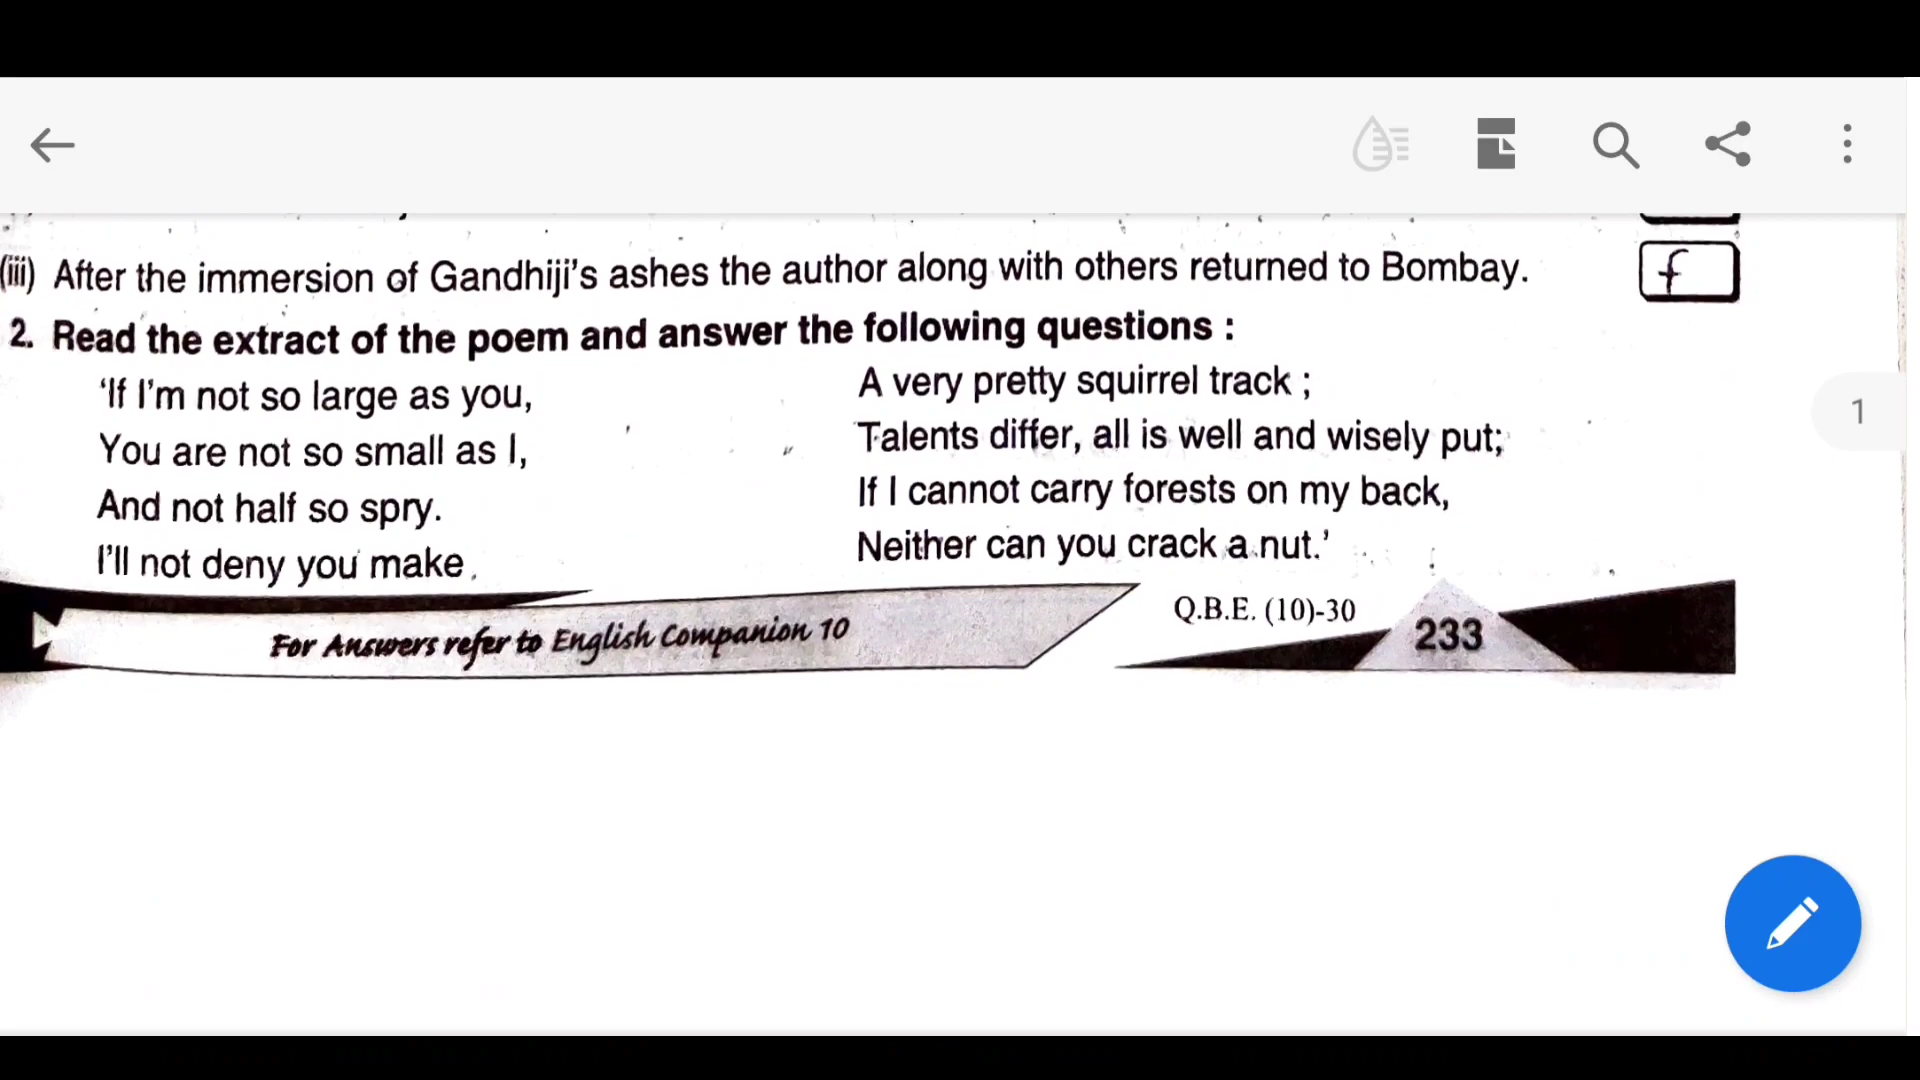 (iii) After the immersion of Gandhiji's ashes the author along with others returned to Bombay.
f
2. Read the extract of the poem and answer the following questions :
'If I'm not so large as you,
You are not so small as I,
And not half so spry.
I'll not deny you make
A very pretty squirrel track ;
Talents differ, all is well and wisely put;
If I cannot carry forests on my back,
Neither can you crack a nut.'
1
For Answers refer to English Companion 10
Q.B.E. (10)-30
233